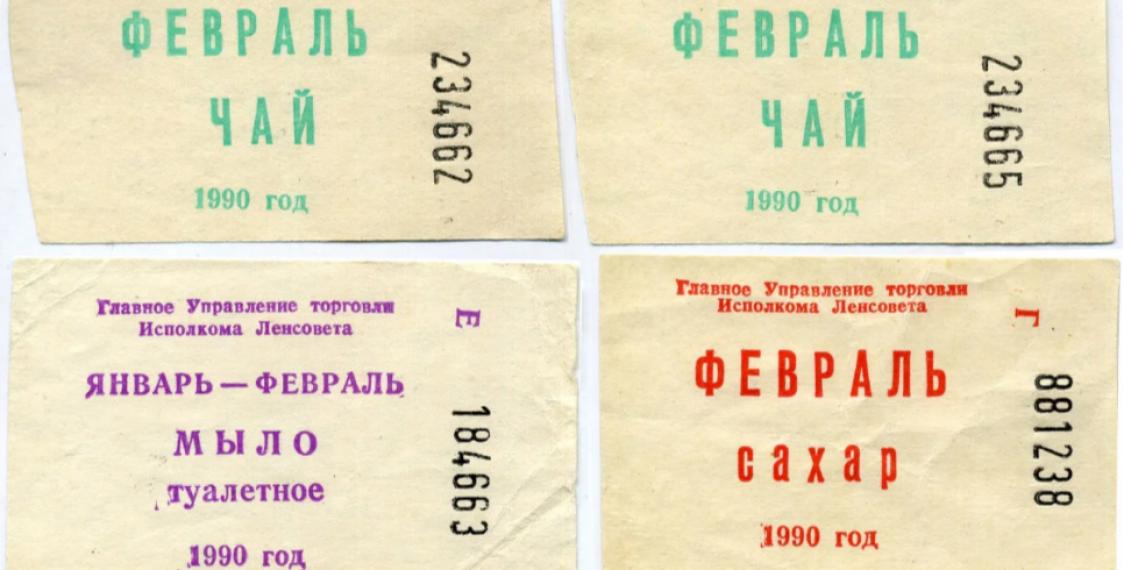 ФЕВРАЛЬ
ЧАЙ
1990 год
234662
ФЕВРАЛЬ
ЧАЙ
1990 год
234665
Главное Управление торговли
Исполкома Ленсовета
Е
ЯНВАРЬ — ФЕВРАЛЬ
МЫЛО
туалетное
1990 год
184663
Главное Управление торговли
Исполкома Ленсовета
Г
ФЕВРАЛЬ
сахар
1990 год
881238